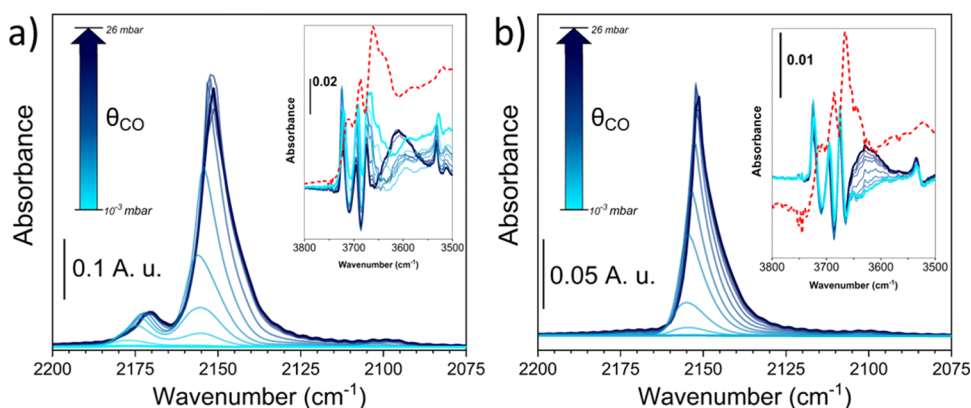 a)
26 mbar
θCO
10⁻³ mbar
0.1 A. u.
Absorbance
2200 2175 2150 2125 2100 2075
Wavenumber (cm⁻¹)
0.02
Absorbance
3800 3700 3600 3500
Wavenumber (cm⁻¹)
b)
26 mbar
θCO
10⁻³ mbar
0.05 A. u.
Absorbance
2200 2175 2150 2125 2100 2075
Wavenumber (cm⁻¹)
0.01
Absorbance
3800 3700 3600 3500
Wavenumber (cm⁻¹)